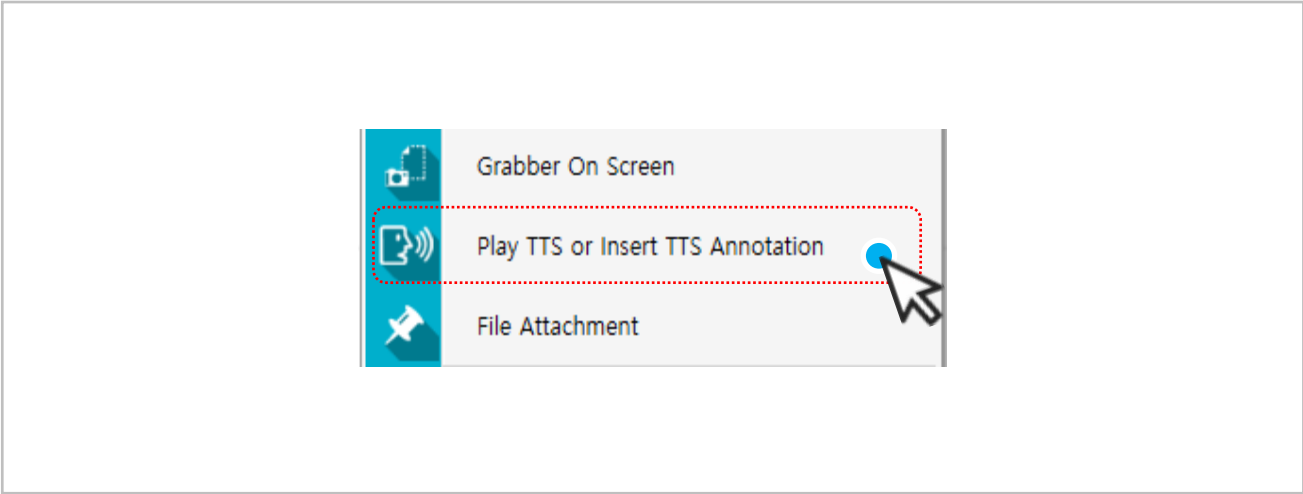 Grabber On Screen
Play TTS or Insert TTS Annotation
File Attachment